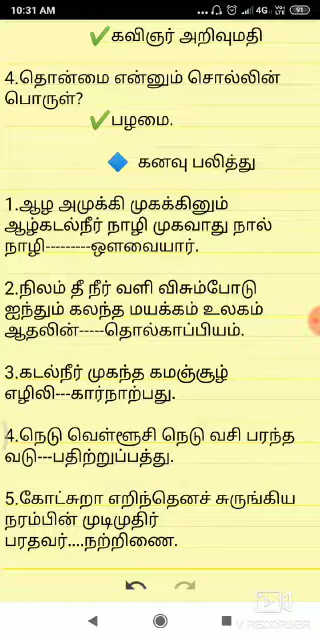 10:31 AM
4G
VoLTE
91
✔கவிஞர் அறிவுமதி
4.தொன்மை என்னும் சொல்லின்
பொருள்?
✔பழமை.
🔷 கனவு பலித்து
1.ஆழ அமுக்கி முகக்கினும்
ஆழ்கடல்நீர் நாழி முகவாது நால்
நாழி---------ஔவையார்.
2.நிலம் தீ நீர் வளி விசும்போடு
ஐந்தும் கலந்த மயக்கம் உலகம்
ஆதலின்-----தொல்காப்பியம்.
3.கடல்நீர் முகந்த கமஞ்சூழ்
எழிலி---கார்நாற்பது.
4.நெடு வெள்ளூசி நெடு வசி பரந்த
வடு---பதிற்றுப்பத்து.
5.கோட்சுறா எறிந்தெனச் சுருங்கிய
நரம்பின் முடிமுதிர்
பரதவர்....நற்றிணை.
V RECORDER